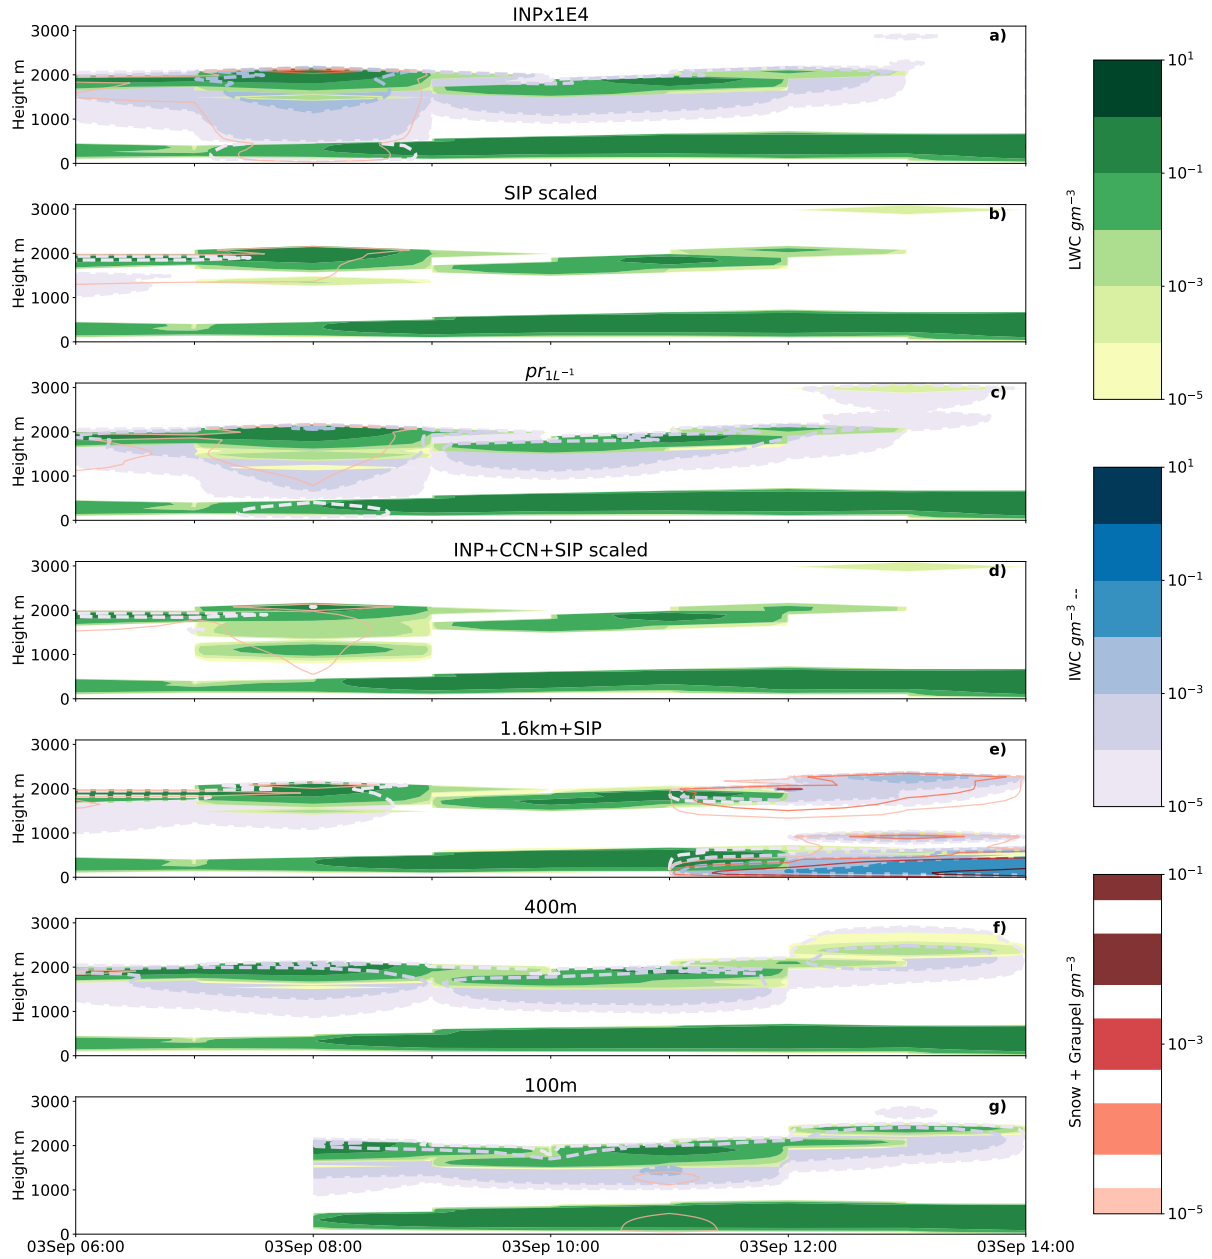 INPx1E4
a)
3000
2000
1000
0
Height m
SIP scaled
b)
3000
2000
1000
0
Height m
pr₁L⁻¹
c)
3000
2000
1000
0
Height m
INP+CCN+SIP scaled
d)
3000
2000
1000
0
Height m
1.6km+SIP
e)
3000
2000
1000
0
Height m
400m
f)
3000
2000
1000
0
Height m
100m
g)
3000
2000
1000
0
Height m
03Sep 06:00 03Sep 08:00 03Sep 10:00 03Sep 12:00 03Sep 14:00
10¹
10⁻¹
10⁻³
10⁻⁵
LWC gm⁻³
10¹
10⁻¹
10⁻³
10⁻⁵
IWC gm⁻³ --
10⁻¹
10⁻³
10⁻⁵
Snow + Graupel gm⁻³